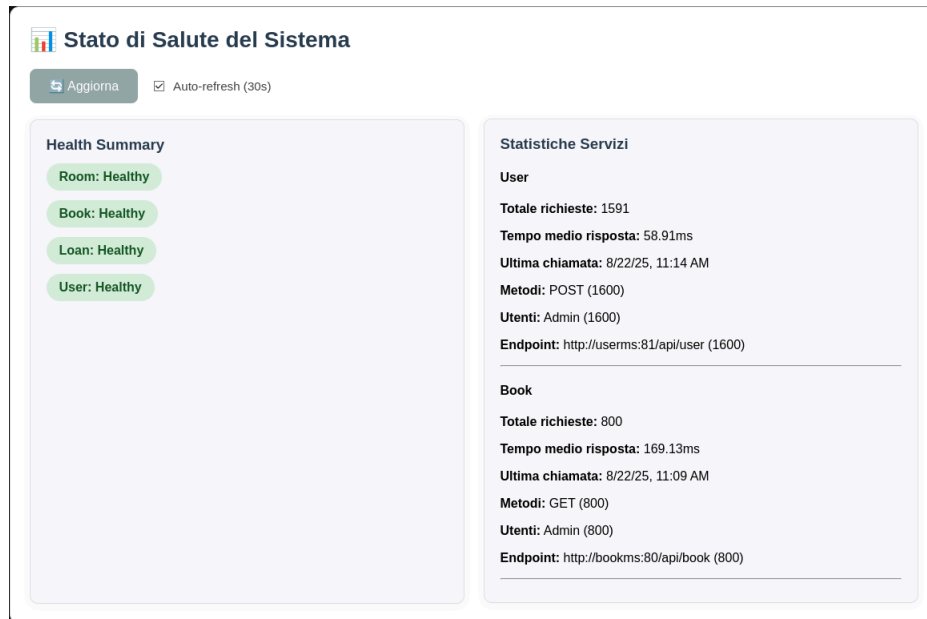 Stato di Salute del Sistema
Aggiorna
Auto-refresh (30s)
Health Summary
Room: Healthy
Book: Healthy
Loan: Healthy
User: Healthy
Statistiche Servizi
User
Totale richieste: 1591
Tempo medio risposta: 58.91ms
Ultima chiamata: 8/22/25, 11:14 AM
Metodi: POST (1600)
Utenti: Admin (1600)
Endpoint: http://userms:81/api/user (1600)
Book
Totale richieste: 800
Tempo medio risposta: 169.13ms
Ultima chiamata: 8/22/25, 11:09 AM
Metodi: GET (800)
Utenti: Admin (800)
Endpoint: http://bookms:80/api/book (800)